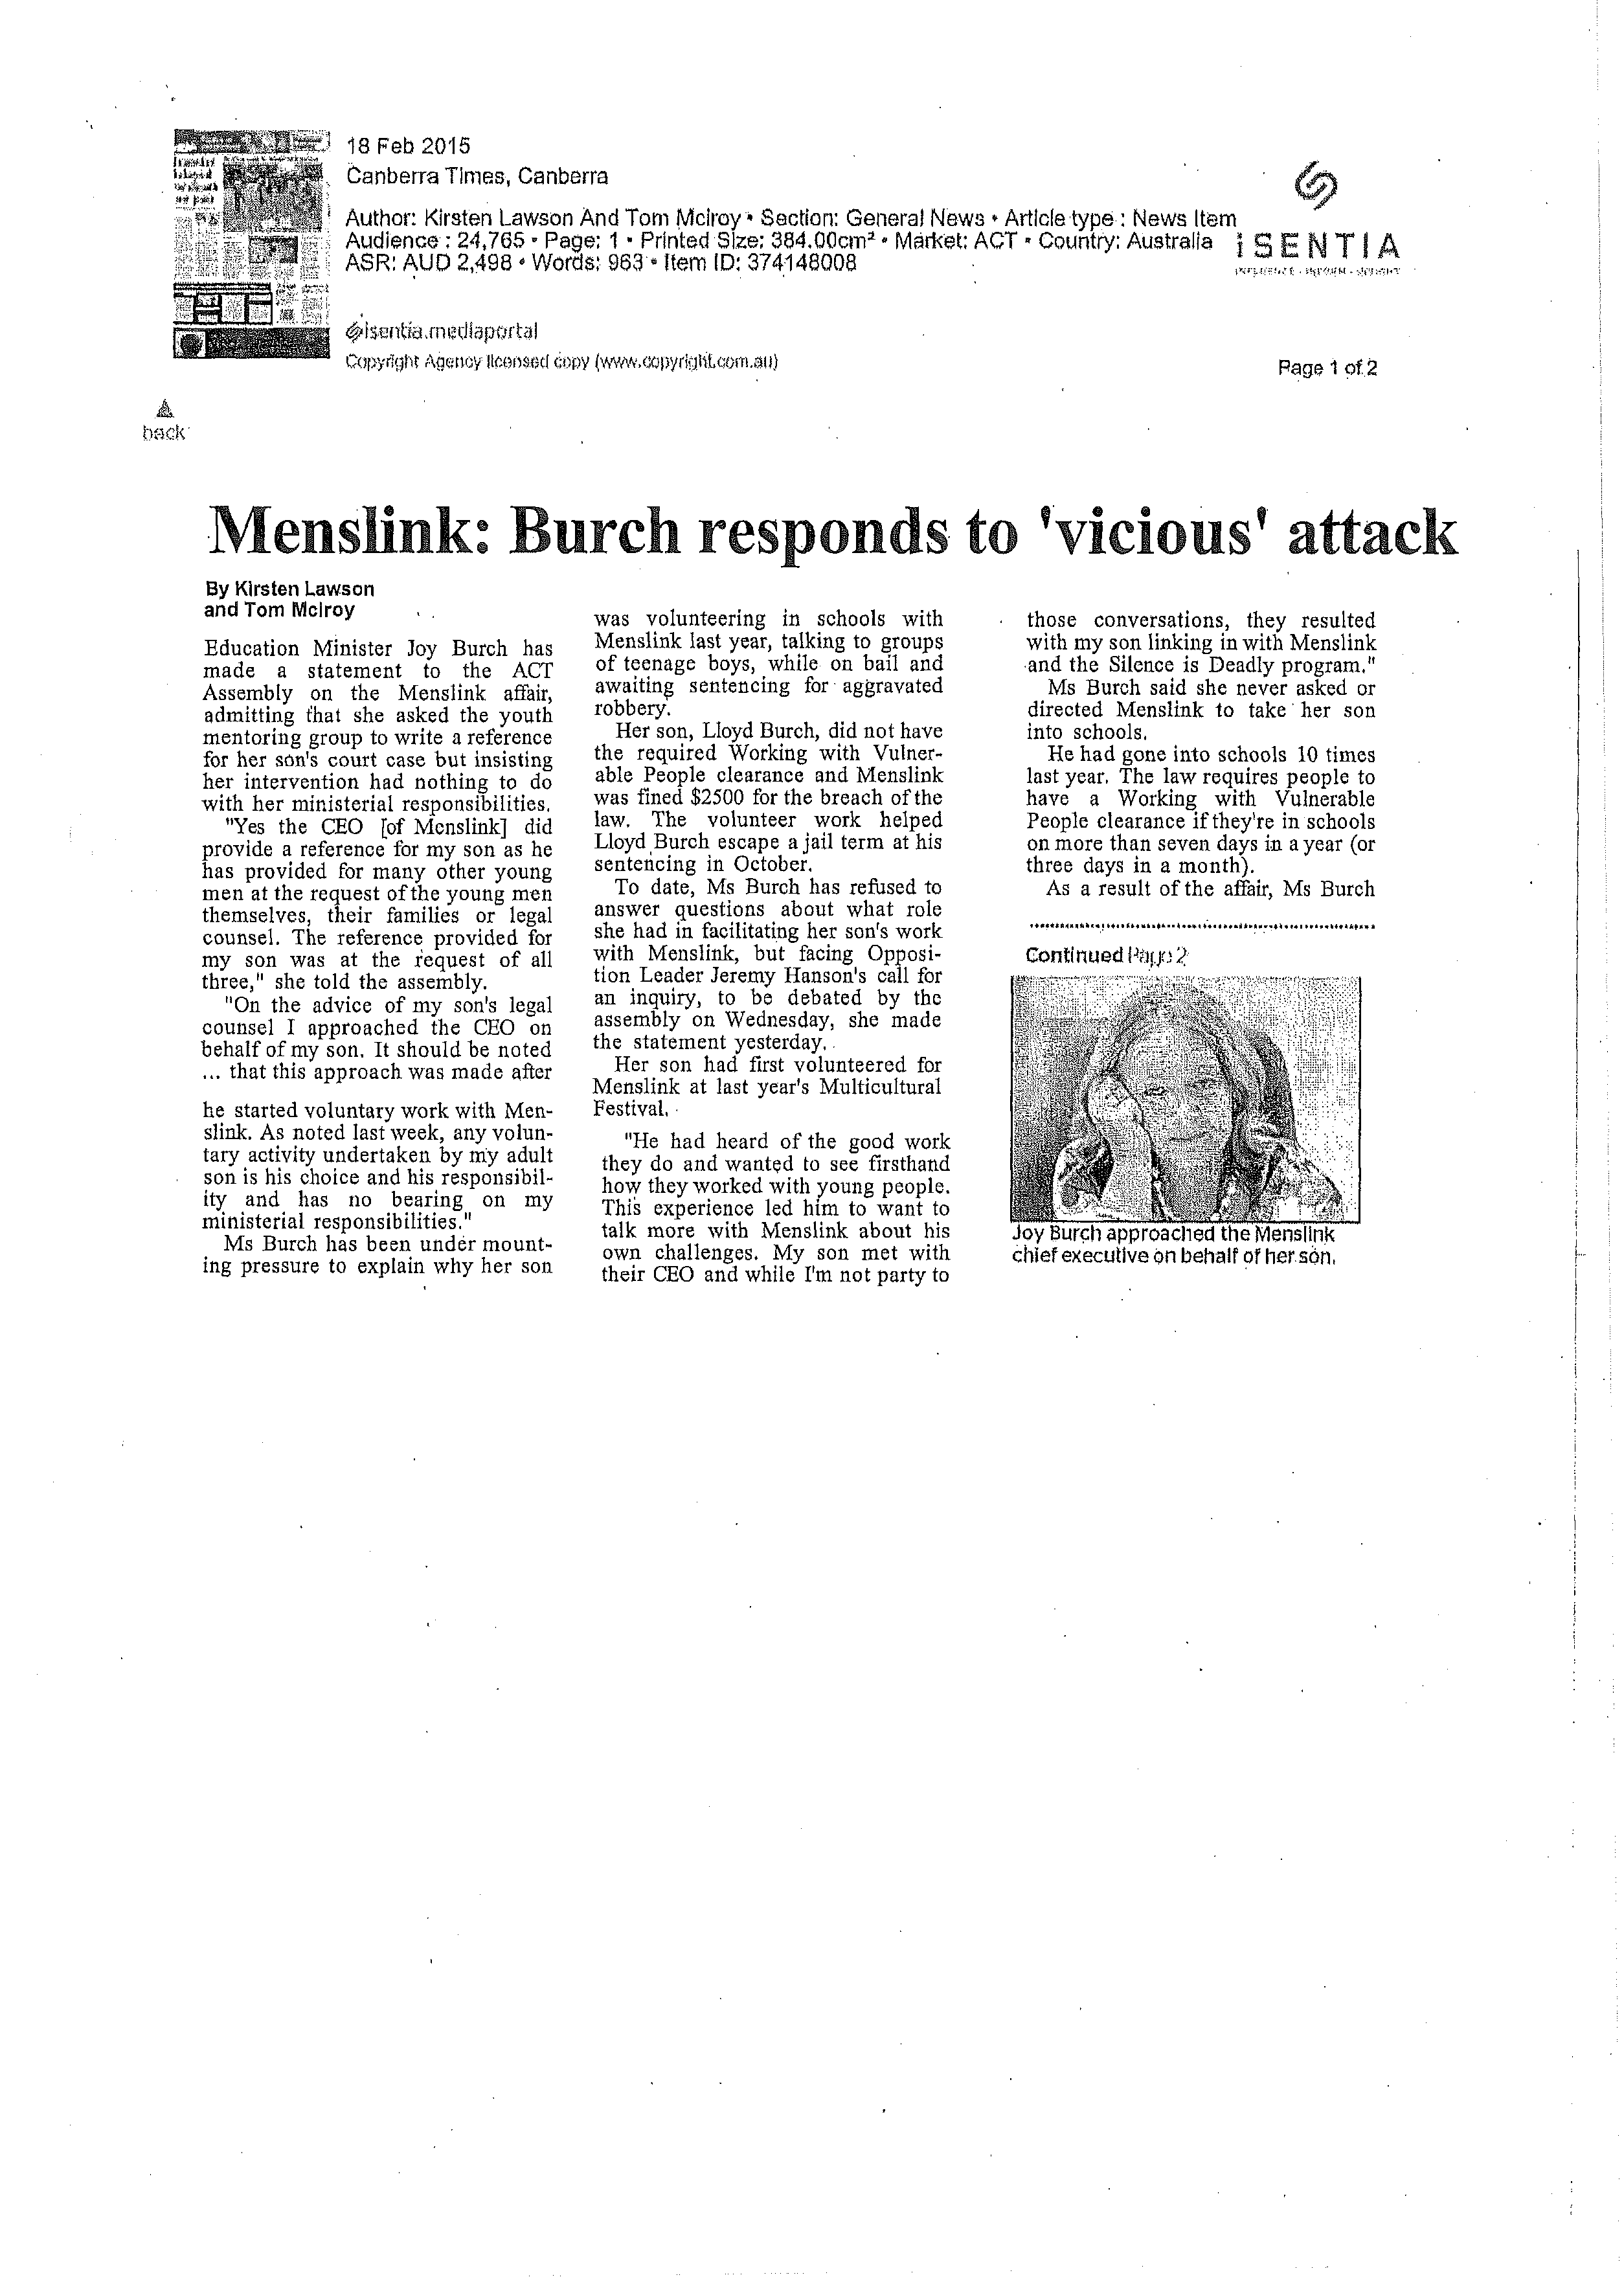 18 Feb 2015
Canberra Times, Canberra
Author: Kirsten Lawson And Tom McIroy • Section: General News • Article type : News Item
Audience : 24,765 • Page: 1 • Printed Size: 384.00cm² • Market: ACT • Country: Australia
ASR: AUD 2,498 • Words: 963 • Item ID: 374148008
iSENTIA
isentia.mediaportal
Copyright Agency licensed copy (www.copyright.com.au)
Page 1 of 2
back
Menslink: Burch responds to 'vicious' attack
By Kirsten Lawson
and Tom McIroy
Education Minister Joy Burch has
made a statement to the ACT
Assembly on the Menslink affair,
admitting that she asked the youth
mentoring group to write a reference
for her son's court case but insisting
her intervention had nothing to do
with her ministerial responsibilities.
"Yes the CEO [of Menslink] did
provide a reference for my son as he
has provided for many other young
men at the request of the young men
themselves, their families or legal
counsel. The reference provided for
my son was at the request of all
three," she told the assembly.
"On the advice of my son's legal
counsel I approached the CEO on
behalf of my son. It should be noted
... that this approach was made after
he started voluntary work with Men-
slink. As noted last week, any volun-
tary activity undertaken by my adult
son is his choice and his responsibil-
ity and has no bearing on my
ministerial responsibilities."
Ms Burch has been under mount-
ing pressure to explain why her son
was volunteering in schools with
Menslink last year, talking to groups
of teenage boys, while on bail and
awaiting sentencing for aggravated
robbery.
Her son, Lloyd Burch, did not have
the required Working with Vulner-
able People clearance and Menslink
was fined $2500 for the breach of the
law. The volunteer work helped
Lloyd Burch escape a jail term at his
sentencing in October.
To date, Ms Burch has refused to
answer questions about what role
she had in facilitating her son's work
with Menslink, but facing Opposi-
tion Leader Jeremy Hanson's call for
an inquiry, to be debated by the
assembly on Wednesday, she made
the statement yesterday.
Her son had first volunteered for
Menslink at last year's Multicultural
Festival.
"He had heard of the good work
they do and wanted to see firsthand
how they worked with young people.
This experience led him to want to
talk more with Menslink about his
own challenges. My son met with
their CEO and while I'm not party to
those conversations, they resulted
with my son linking in with Menslink
and the Silence is Deadly program."
Ms Burch said she never asked or
directed Menslink to take her son
into schools.
He had gone into schools 10 times
last year. The law requires people to
have a Working with Vulnerable
People clearance if they're in schools
on more than seven days in a year (or
three days in a month).
As a result of the affair, Ms Burch
Continued Page 2
Joy Burch approached the Menslink
chief executive on behalf of her son.